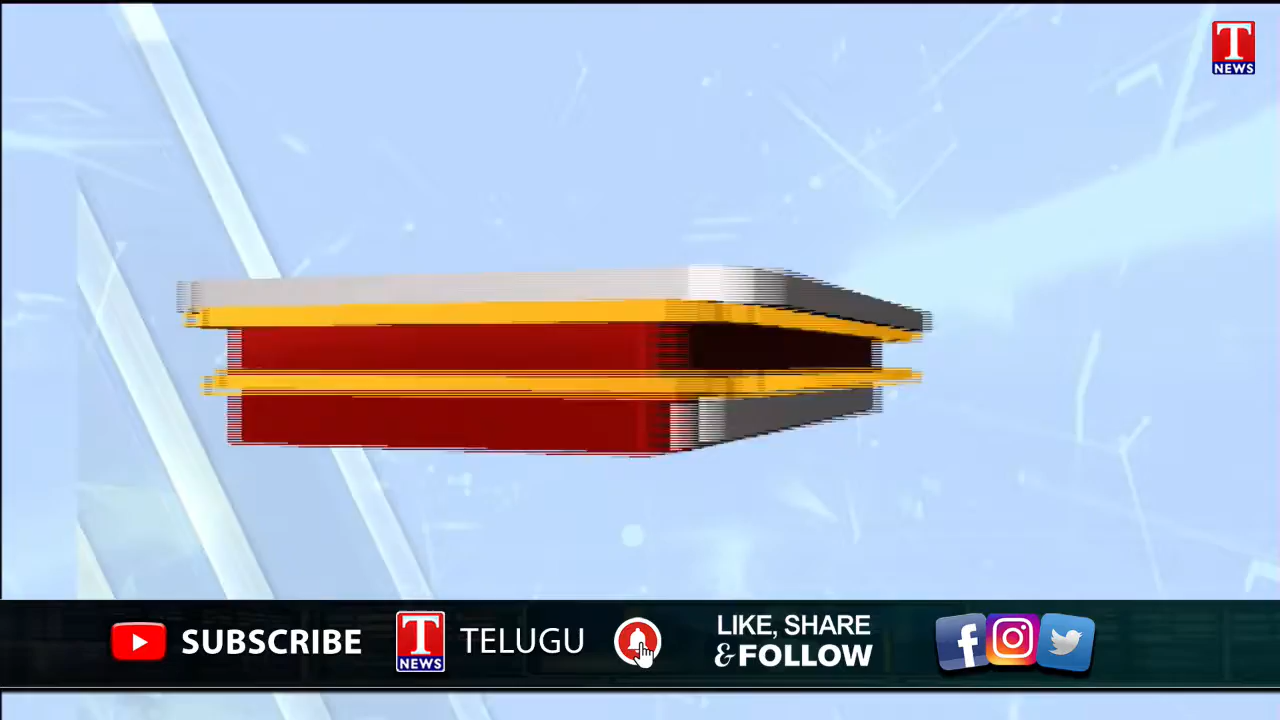 T
NEWS
SUBSCRIBE
T
NEWS
TELUGU
LIKE, SHARE
& FOLLOW
f